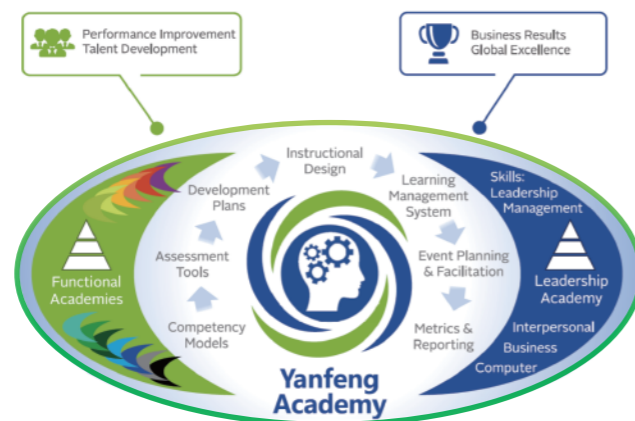 Performance Improvement
Talent Development
Business Results
Global Excellence
Instructional
Design
Development
Plans
Learning
Management
System
Skills:
Leadership
Management
Assessment
Tools
Event Planning
& Facilitation
Functional
Academies
Leadership
Academy
Competency
Models
Metrics &
Reporting
Interpersonal
Business
Computer
Yanfeng
Academy